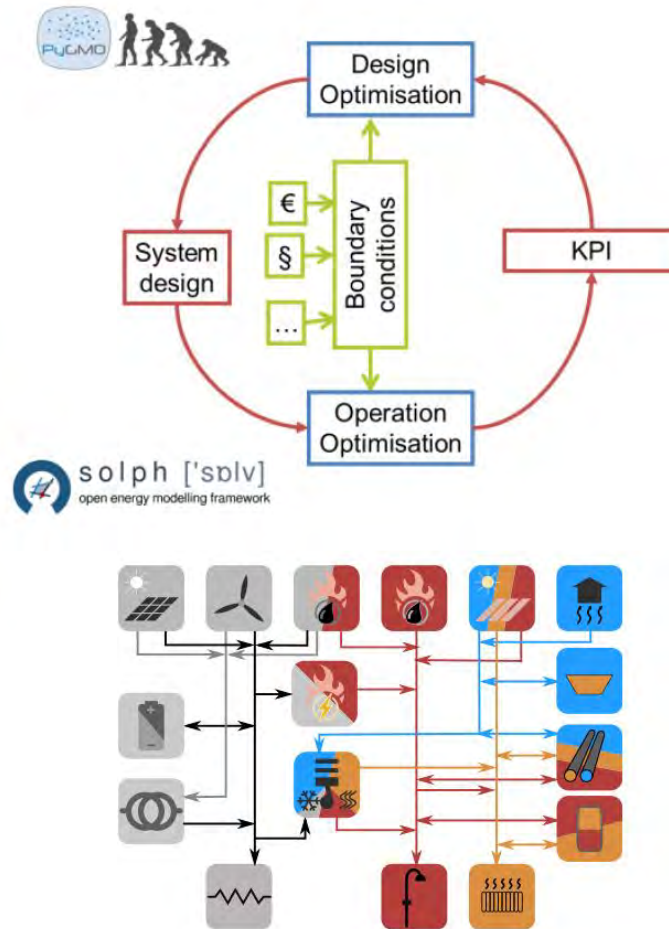 PyGMO
Design
Optimisation
€
§
...
Boundary
conditions
System
design
KPI
Operation
Optimisation
solph ['sɒlv]
open energy modelling framework